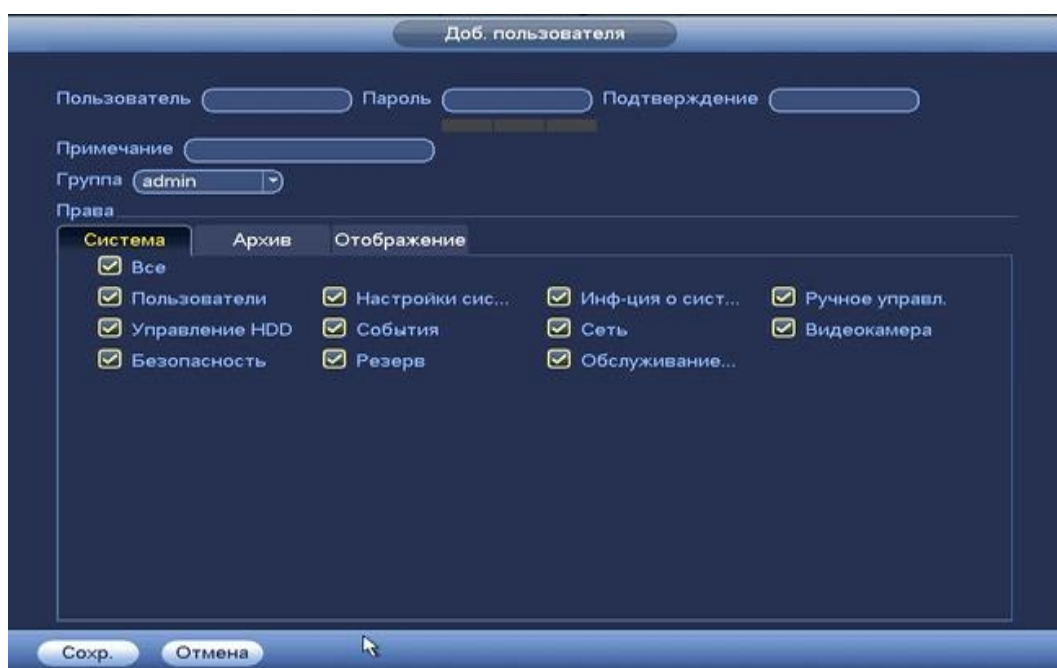 Доб. пользователя
Пользователь Пароль Подтверждение
Примечание
Группа admin
Права
Система Архив Отображение
Все
Пользователи Настройки сис... Инф-ция о сист... Ручное управл.
Управление HDD События Сеть Видеокамера
Безопасность Резерв Обслуживание...
Сохр. Отмена